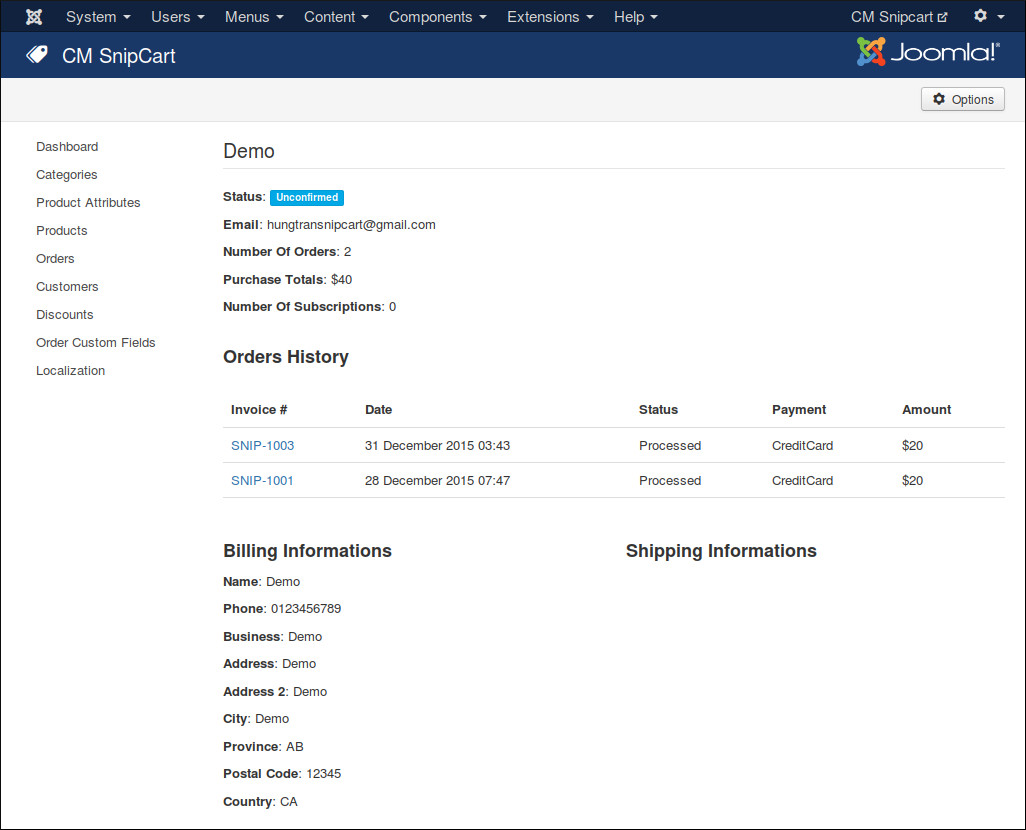 System Users Menus Content Components Extensions Help CM Snipcart
CM SnipCart Joomla!®
Options
Dashboard
Categories
Product Attributes
Products
Orders
Customers
Discounts
Order Custom Fields
Localization
Demo
Status: Unconfirmed
Email: hungtransnipcart@gmail.com
Number Of Orders: 2
Purchase Totals: $40
Number Of Subscriptions: 0
Orders History
Invoice # Date Status Payment Amount
SNIP-1003 31 December 2015 03:43 Processed CreditCard $20
SNIP-1001 28 December 2015 07:47 Processed CreditCard $20
Billing Informations
Name: Demo
Phone: 0123456789
Business: Demo
Address: Demo
Address 2: Demo
City: Demo
Province: AB
Postal Code: 12345
Country: CA
Shipping Informations